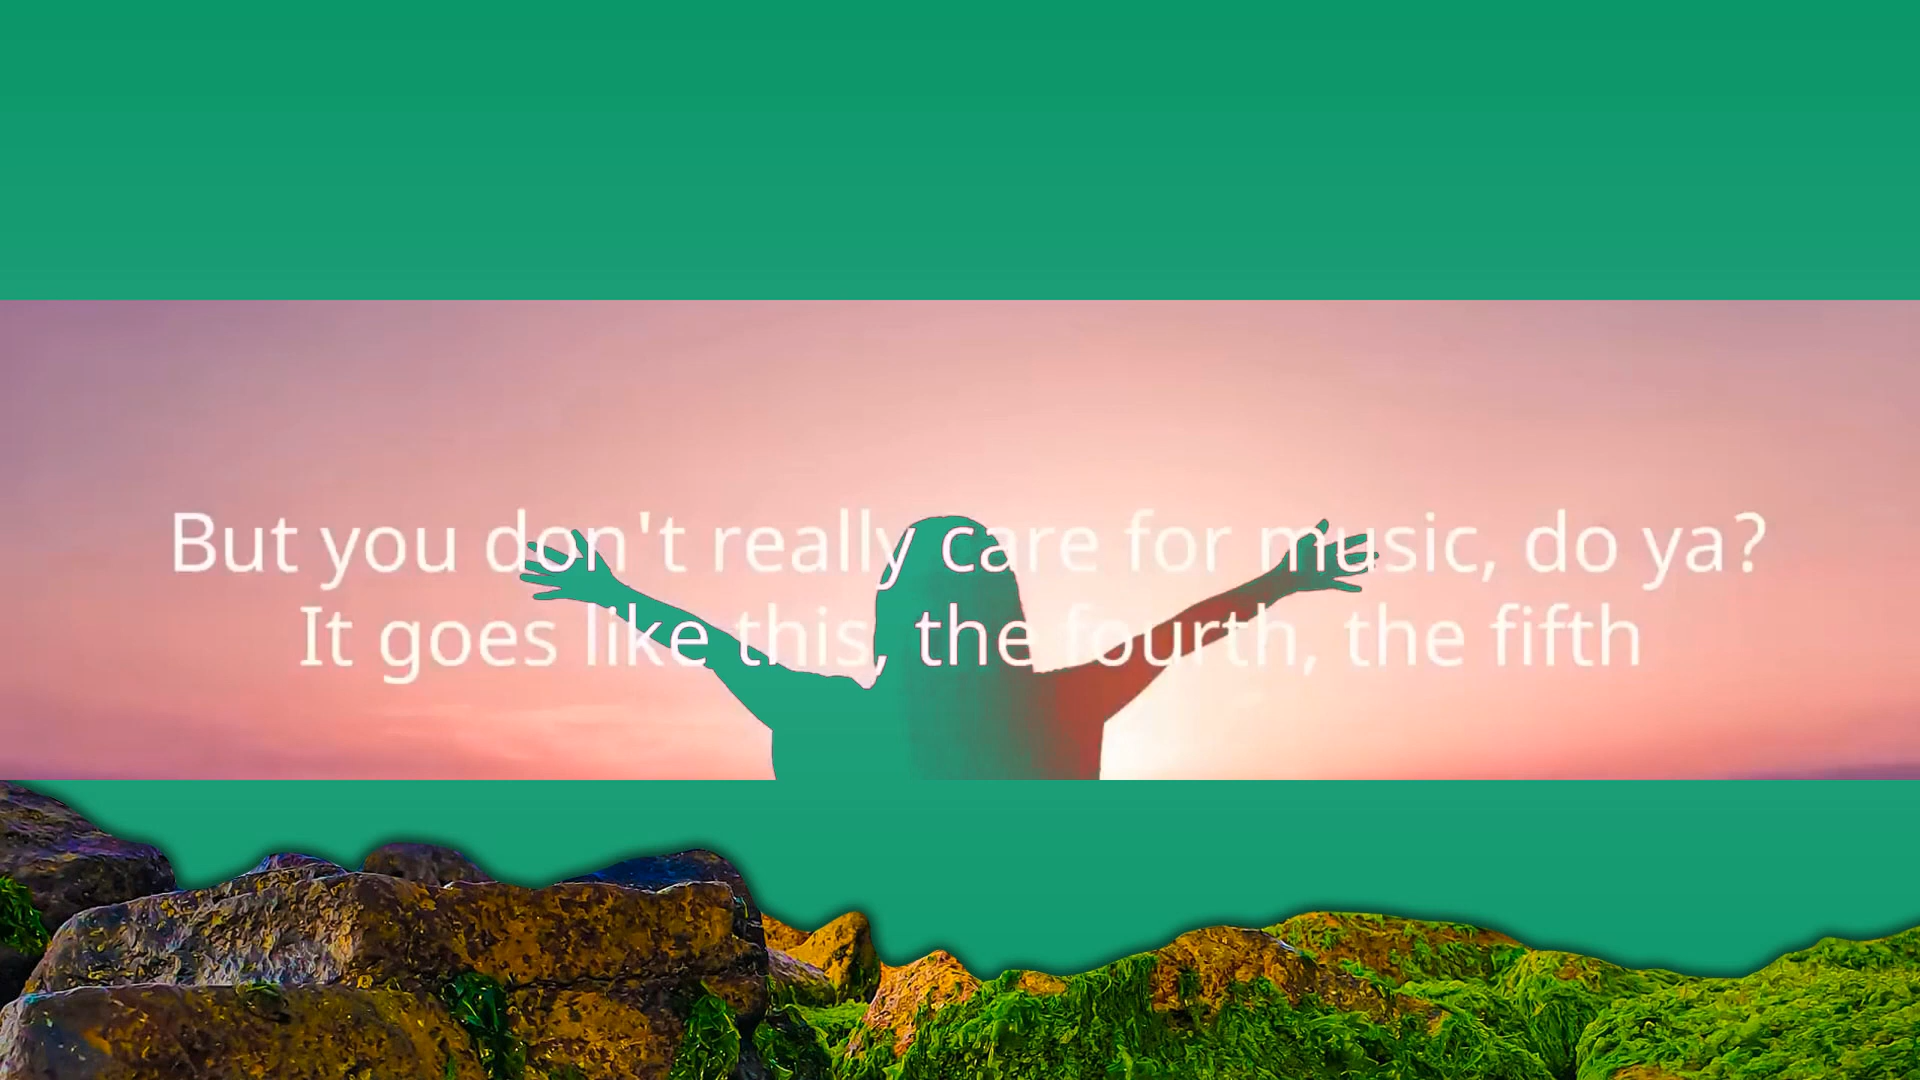 But you don't really care for music, do ya?
It goes like this, the fourth, the fifth